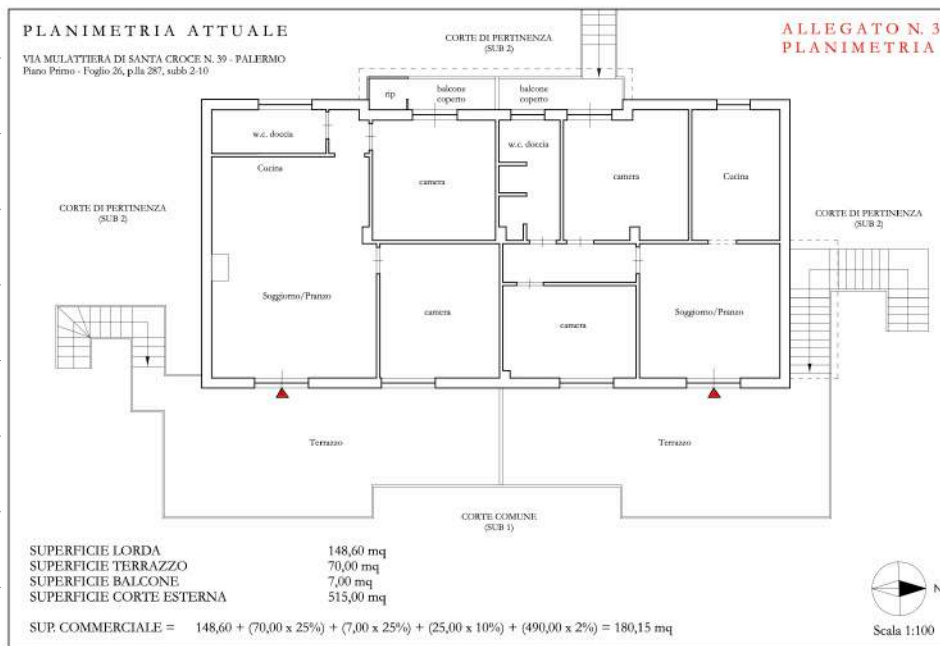 PLANIMETRIA ATTUALE
ALLEGATO N. 3
PLANIMETRIA
VIA MULATTIERA DI SANTA CROCE N. 39 - PALERMO
Piano Primo - Foglio 26, p.lla 287, subb 2-10
CORTE DI PERTINENZA
(SUB 2)
rip
balcone
coperto
balcone
coperto
w.c. doccia
w.c. doccia
Cucina
camera
camera
Cucina
CORTE DI PERTINENZA
(SUB 2)
CORTE DI PERTINENZA
(SUB 2)
Soggiorno/Pranzo
camera
camera
Soggiorno/Pranzo
Terrazzo
Terrazzo
CORTE COMUNE
(SUB 1)
SUPERFICIE LORDA 148,60 mq
SUPERFICIE TERRAZZO 70,00 mq
SUPERFICIE BALCONE 7,00 mq
SUPERFICIE CORTE ESTERNA 515,00 mq
SUP. COMMERCIALE = 148,60 + (70,00 x 25%) + (7,00 x 25%) + (25,00 x 10%) + (490,00 x 2%) = 180,15 mq
N
Scala 1:100